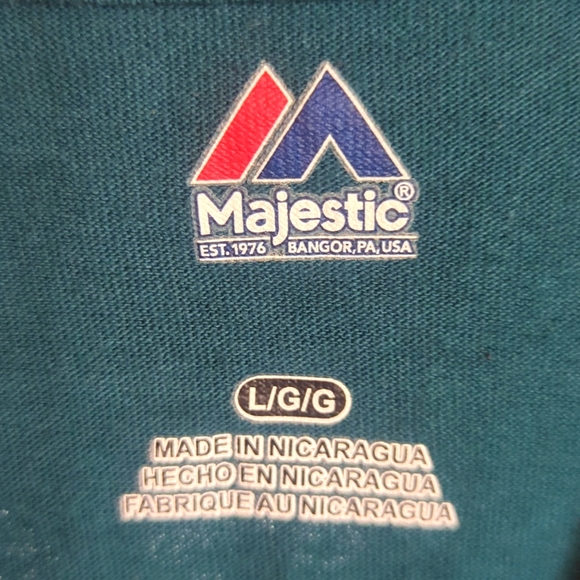 Majestic®
EST. 1976 BANGOR, PA, USA
L/G/G
MADE IN NICARAGUA
HECHO EN NICARAGUA
FABRIQUE AU NICARAGUA